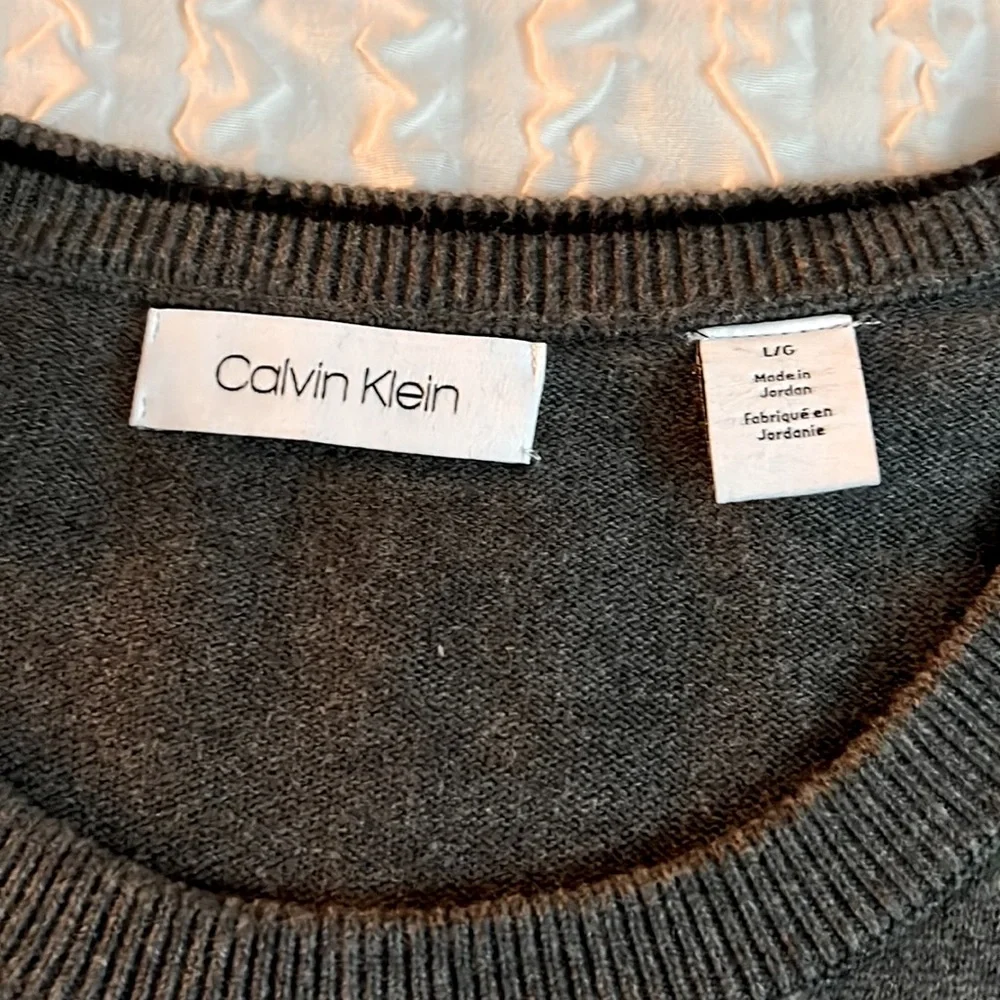 Calvin Klein
L/G
Made in
Jordan
Fabriqué en
Jordanie